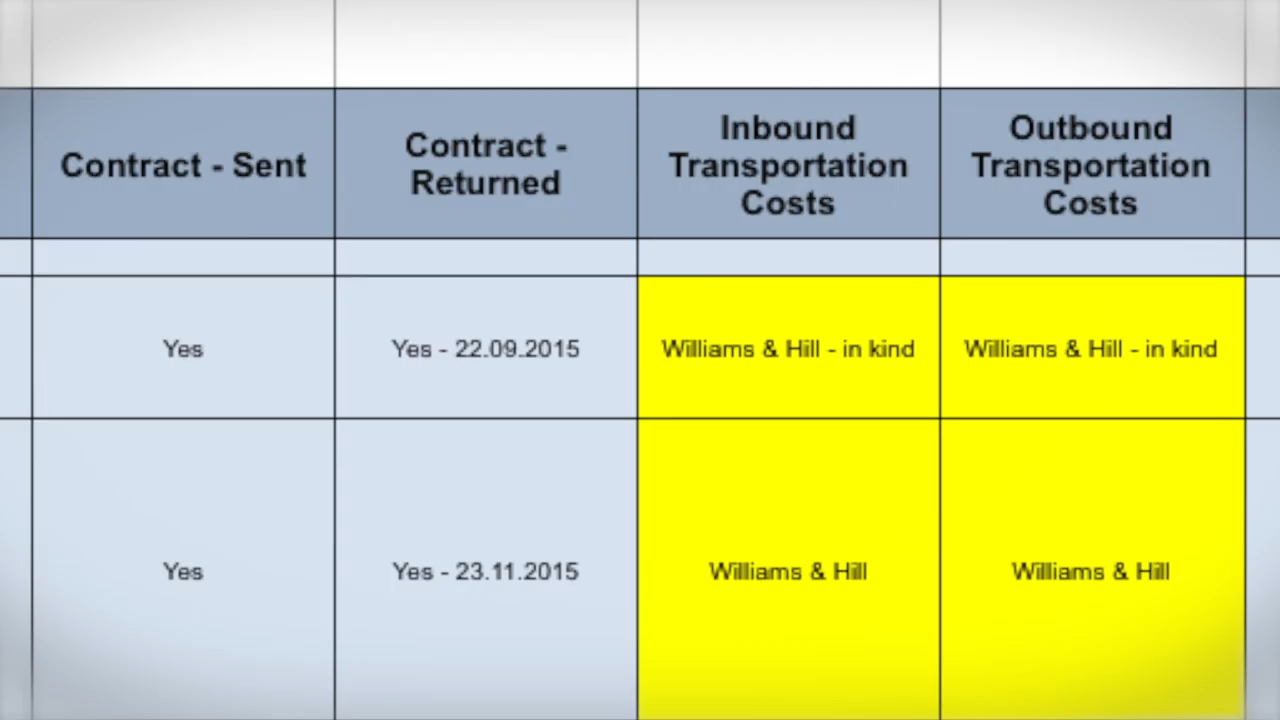 Contract - Sent
Contract -
Returned
Inbound
Transportation
Costs
Outbound
Transportation
Costs
Yes
Yes - 22.09.2015
Williams & Hill - in kind
Williams & Hill - in kind
Yes
Yes - 23.11.2015
Williams & Hill
Williams & Hill